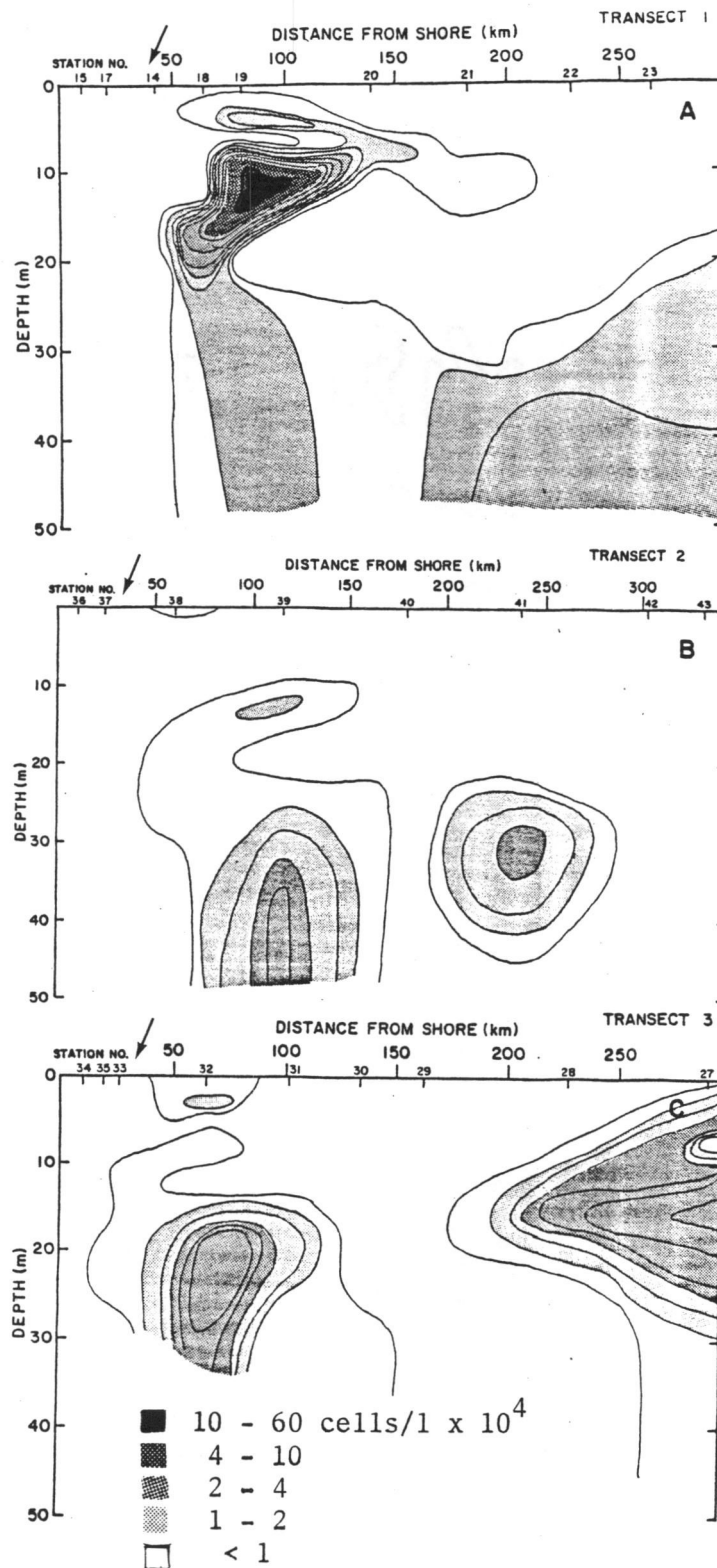 TRANSECT 1
DISTANCE FROM SHORE (km)
STATION NO. 50 100 150 200 250
15 17 14 18 19 20 21 22 23
A
0
10
20
30
40
50
DEPTH (m)
TRANSECT 2
DISTANCE FROM SHORE (km)
STATION NO. 50 100 150 200 250 300
36 37 38 39 40 41 42 43
B
0
10
20
30
40
50
DEPTH (m)
TRANSECT 3
DISTANCE FROM SHORE (km)
STATION NO. 50 100 150 200 250
34 35 33 32 31 30 29 28 27
C
0
10
20
30
40
50
DEPTH (m)
10 - 60 cells/l x 10⁴
4 - 10
2 - 4
1 - 2
< 1